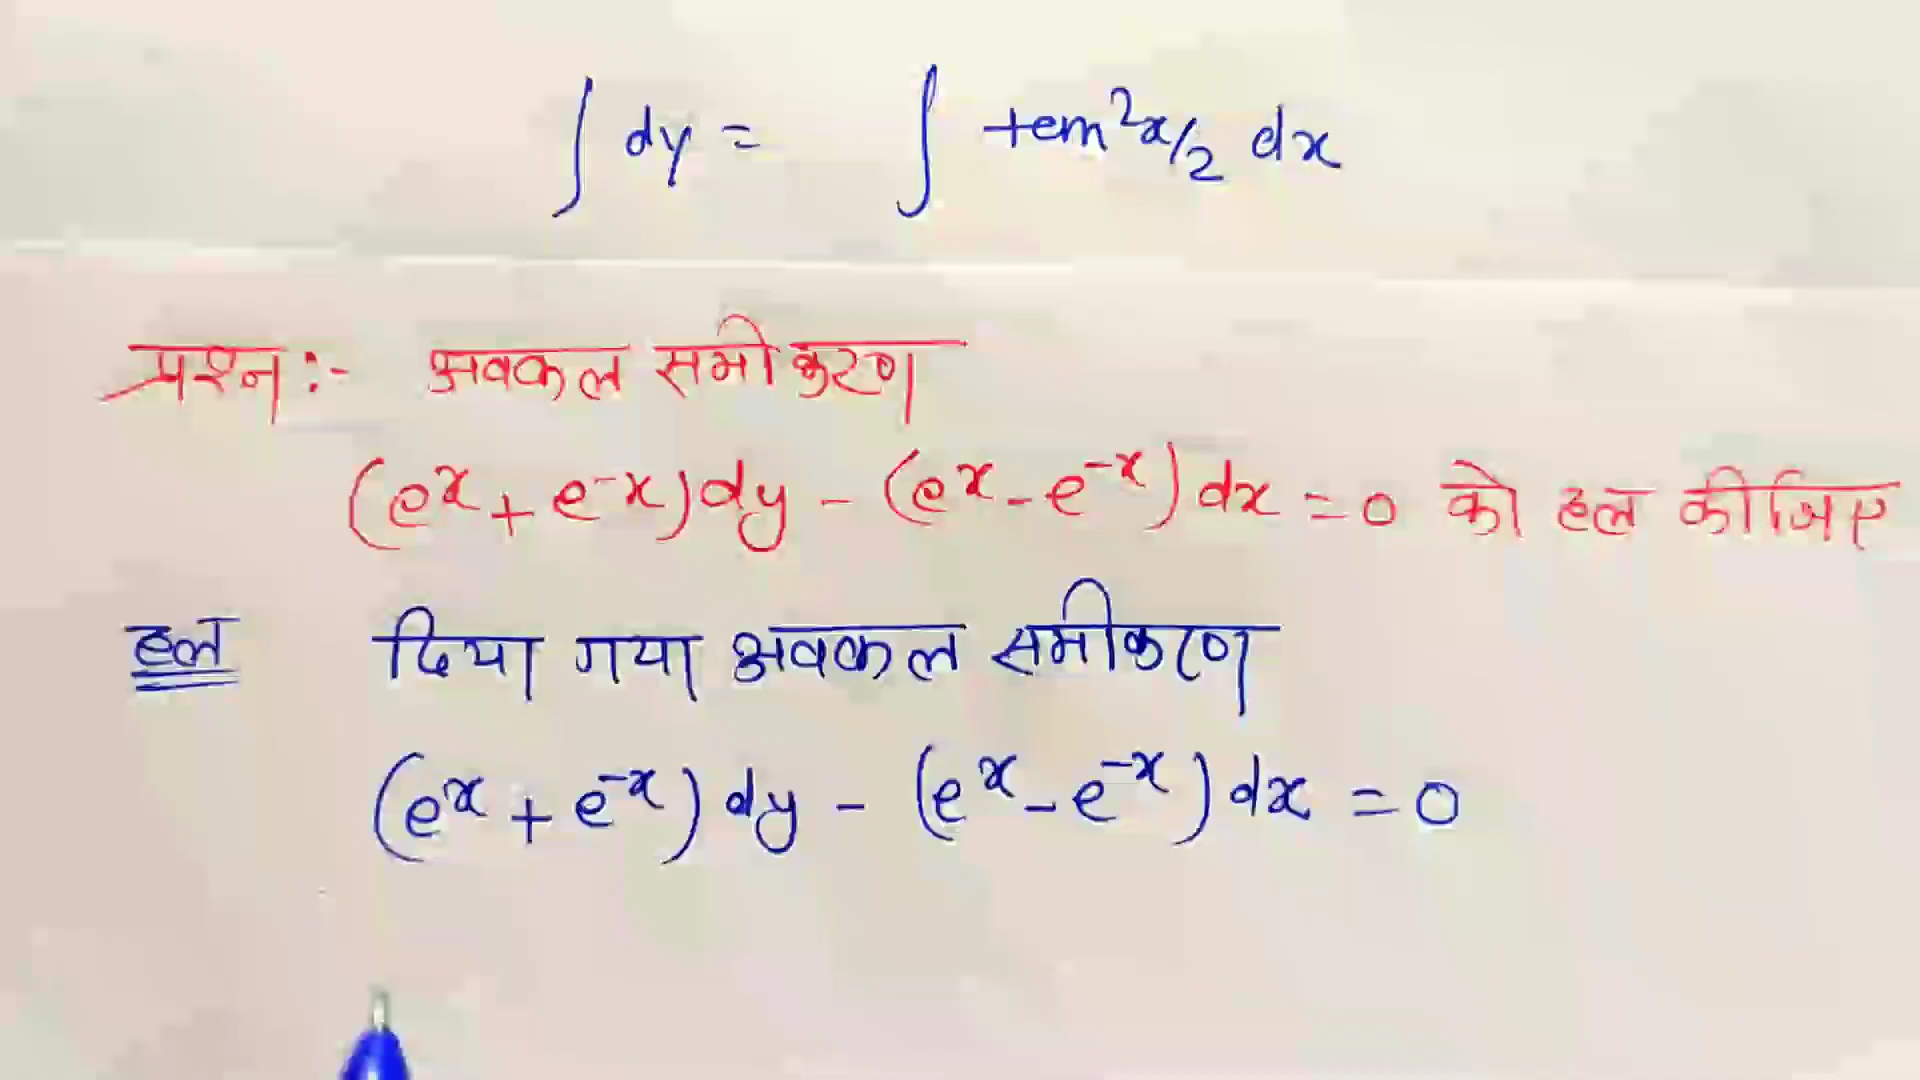 ∫ dy = ∫ tan²x/2 dx
प्रश्न :- अवकल समीकरण
(eˣ + e⁻ˣ) dy - (eˣ - e⁻ˣ) dx = 0 को हल कीजिए
हल दिया गया अवकल समीकरण
(eˣ + e⁻ˣ) dy - (eˣ - e⁻ˣ) dx = 0